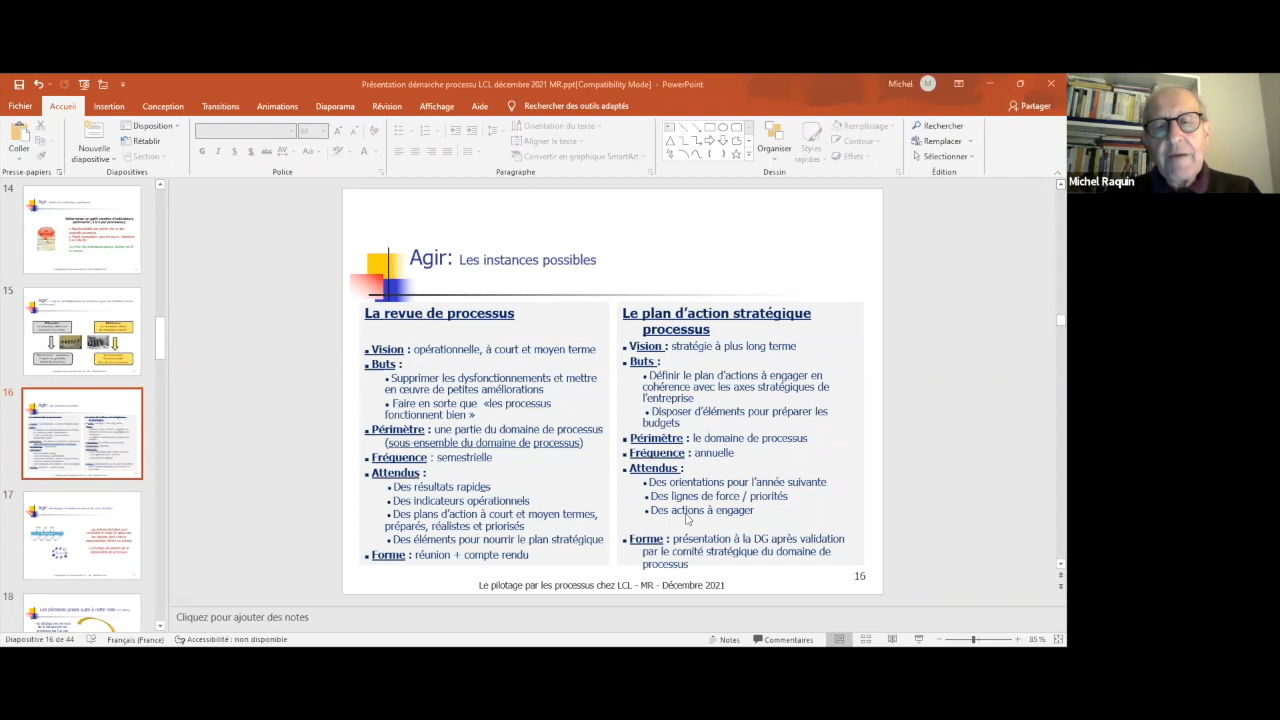 Présentation démarche processu LCL décembre 2021 MR.ppt[Compatibility Mode] - PowerPoint
Michel
M
Fichier
Accueil
Insertion
Conception
Transitions
Animations
Diaporama
Révision
Affichage
Aide
Rechercher des outils adaptés
Partager
Coller
Nouvelle
diapositive
Disposition
Rétablir
Section
44
Orientation du texte
Aligner le texte
Convertir en graphique SmartArt
Organiser
Styles
rapides
Remplissage
Contour
Effets
Rechercher
Remplacer
Sélectionner
Presse-papiers
Diapositives
Police
Paragraphe
Dessin
Édition
Michel Raquin
14
15
16
17
18
Agir: Les instances possibles
La revue de processus
Vision : opérationnelle, à court et moyen terme
Buts :
Supprimer les dysfonctionnements et mettre
en œuvre de petites améliorations
Faire en sorte que «les processus
fonctionnent bien »
Périmètre : une partie du domaine de processus
(sous ensemble homogène de processus)
Fréquence : semestrielle
Attendus :
Des résultats rapides
Des indicateurs opérationnels
Des plans d'action à court et moyen termes,
préparés, réalistes et priorisés
Des éléments pour nourrir le plan stratégique
Forme : réunion + compte rendu
Le plan d'action stratégique
processus
Vision : stratégie à plus long terme
Buts :
Définir le plan d'actions à engager en
cohérence avec les axes stratégiques de
l'entreprise
Disposer d'éléments pour préparer les
budgets
Périmètre : le domaine de processus
Fréquence : annuelle
Attendus :
Des orientations pour l'année suivante
Des lignes de force / priorités
Des actions à engager
Forme : présentation à la DG après validation
par le comité stratégique du domaine de
processus
16
Le pilotage par les processus chez LCL - MR - Décembre 2021
Cliquez pour ajouter des notes
Diapositive 16 de 44
Français (France)
Accessibilité : non disponible
Notes
Commentaires
85 %